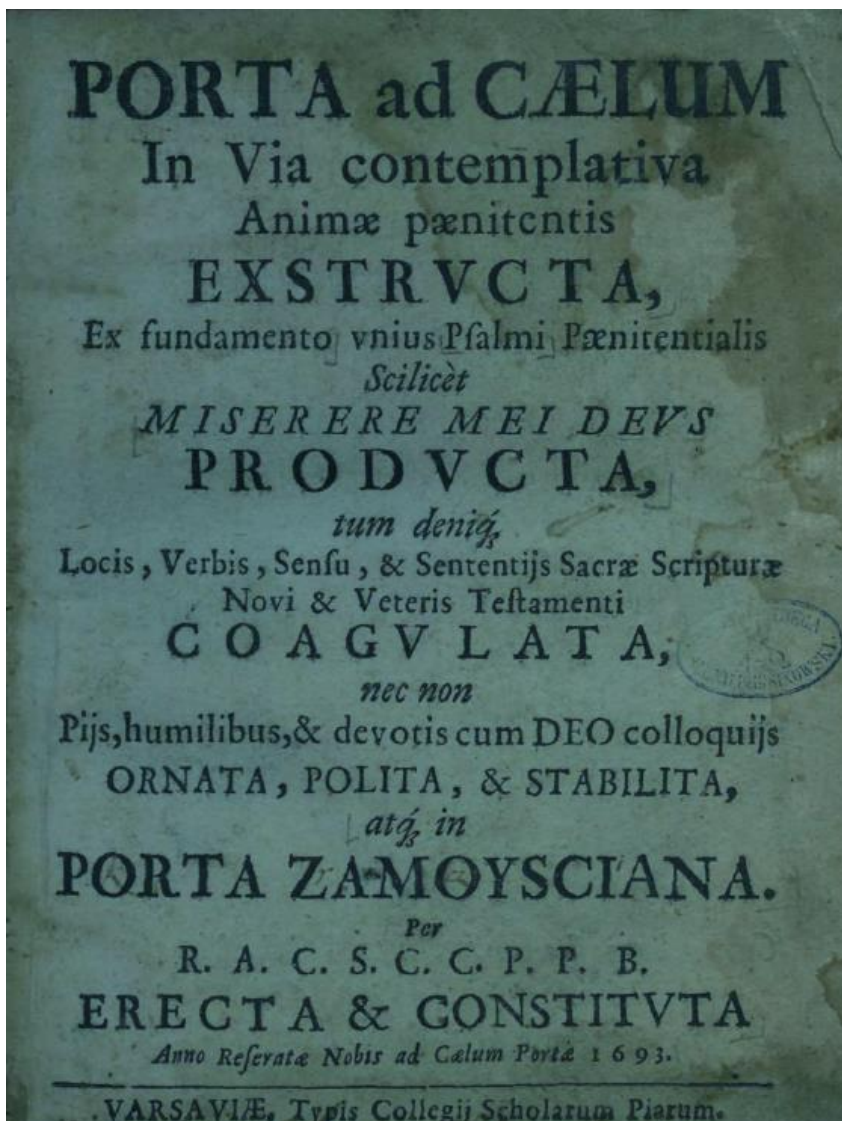 PORTA ad CÆLUM
In Via contemplativa
Animæ pænitentis
EXSTRVCTA,
Ex fundamento vnius Pſalmi Pænitentialis
Scilicèt
MISERERE MEI DEVS
PRODVCTA,
tum deniq́;
Locis, Verbis, Senſu, & Sententijs Sacræ Scripturæ
Novi & Veteris Teſtamenti
COAGVLATA,
nec non
Pijs, humilibus, & devotis cum DEO colloquijs
ORNATA, POLITA, & STABILITA,
atq́; in
PORTA ZAMOYSCIANA.
Per
R. A. C. S. C. C. P. P. B.
ERECTA & CONSTITVTA
Anno Reſeratæ Nobis ad Cælum Portæ 1693.
VARSAVIÆ, Typis Collegij Scholarum Piarum.